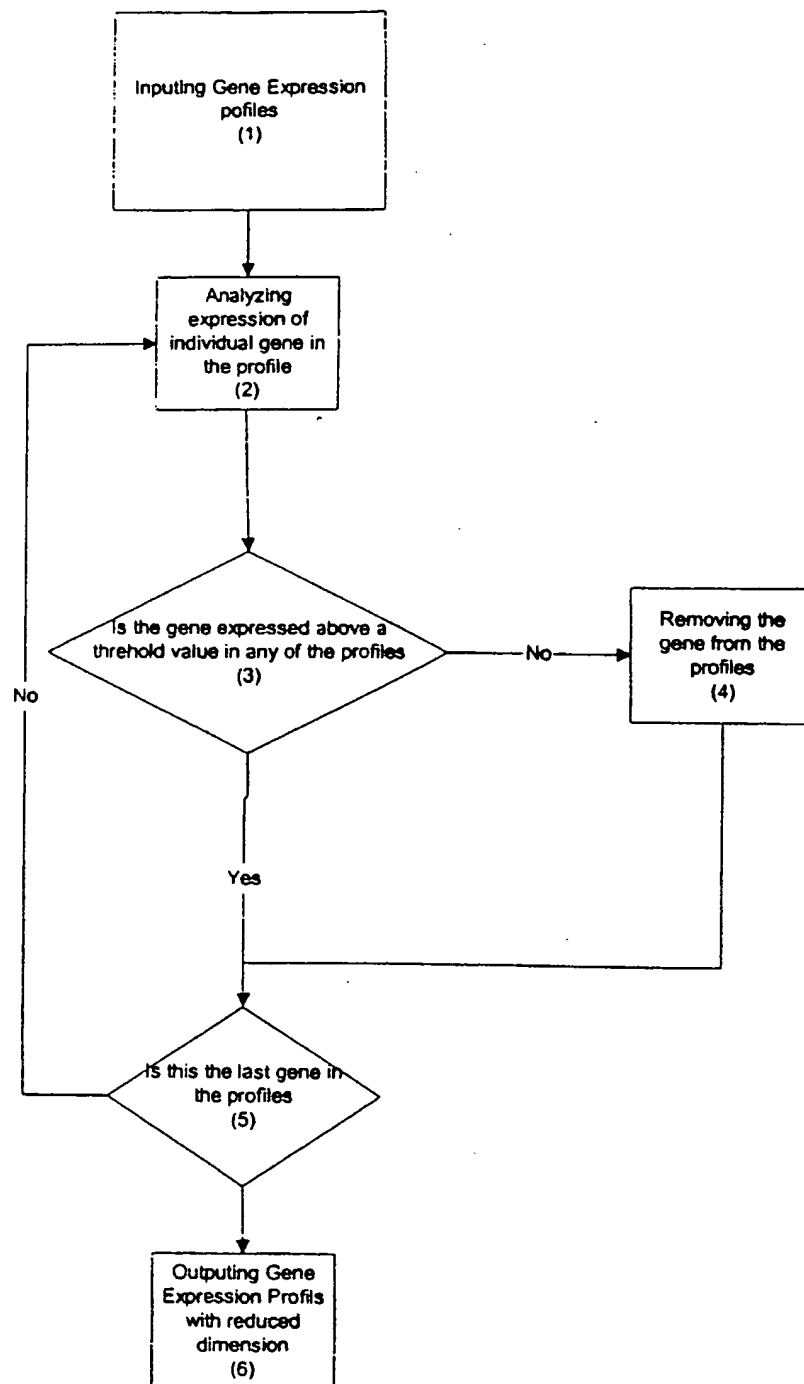 Inputing Gene Expression
pofiles
(1)
Analyzing
expression of
individual gene in
the profile
(2)
Is the gene expressed above a
threhold value in any of the profiles
(3)
No
Removing the
gene from the
profiles
(4)
No
Yes
Is this the last gene in
the profiles
(5)
Outputing Gene
Expression Profils
with reduced
dimension
(6)